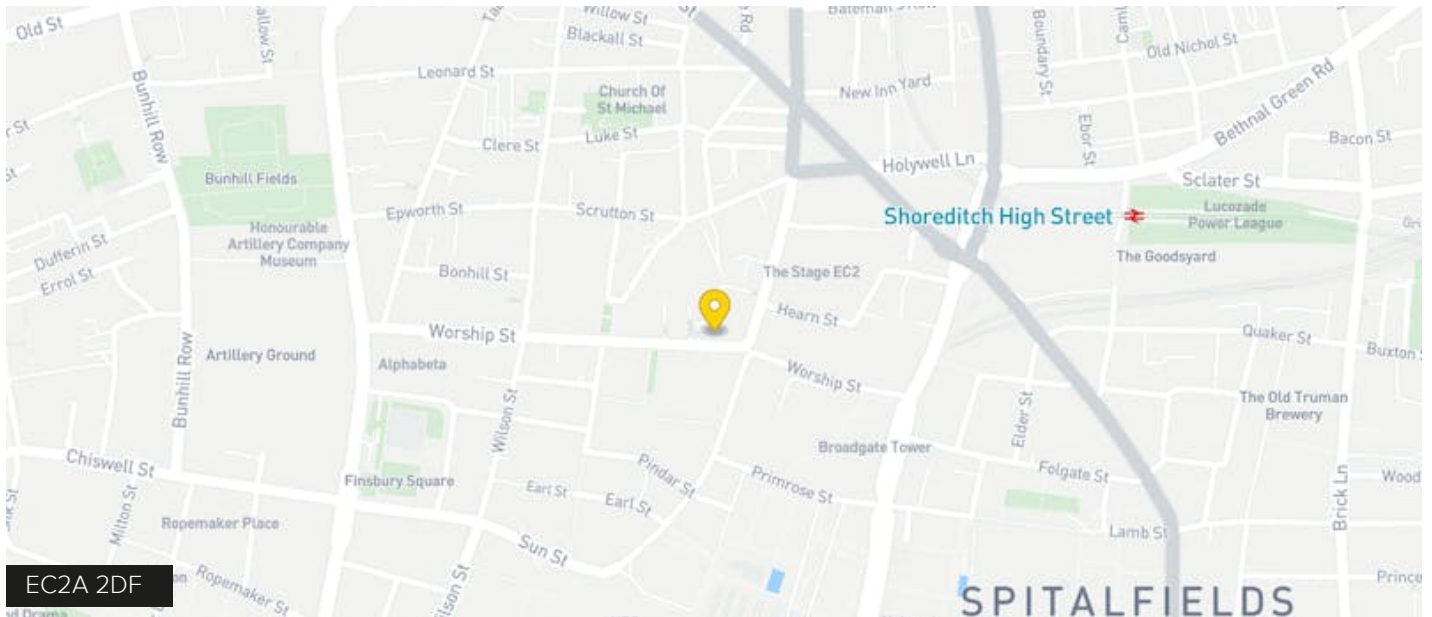 Old St
Willow St
Blackall St
Leonard St
Bunhill Row
Church Of
St Michael
New Inn Yard
Boundary St
Old Nichol St
Bethnal Green Rd
Clere St
Luke St
Ebor St
Bacon St
Holywell Ln
Bunhill Fields
Sclater St
Epworth St
Scrutton St
Shoreditch High Street
Lucozade
Power League
Honourable
Artillery Company
Museum
Dufferin St
Errol St
The Goodsyard
Bonhill St
The Stage EC2
Hearn St
Worship St
Quaker St
Buxton
Artillery Ground
Alphabeta
Bunhill Row
Worship St
The Old Truman
Brewery
Wilson St
Elder St
Broadgate Tower
Chiswell St
Pindar St
Primrose St
Folgate St
Wood
Finsbury Square
Earl St
Earl St
Brick Ln
Milton St
Ropemaker Place
Lamb St
Sun St
EC2A 2DF
Ropemaker St
Prince
SPITALFIELDS